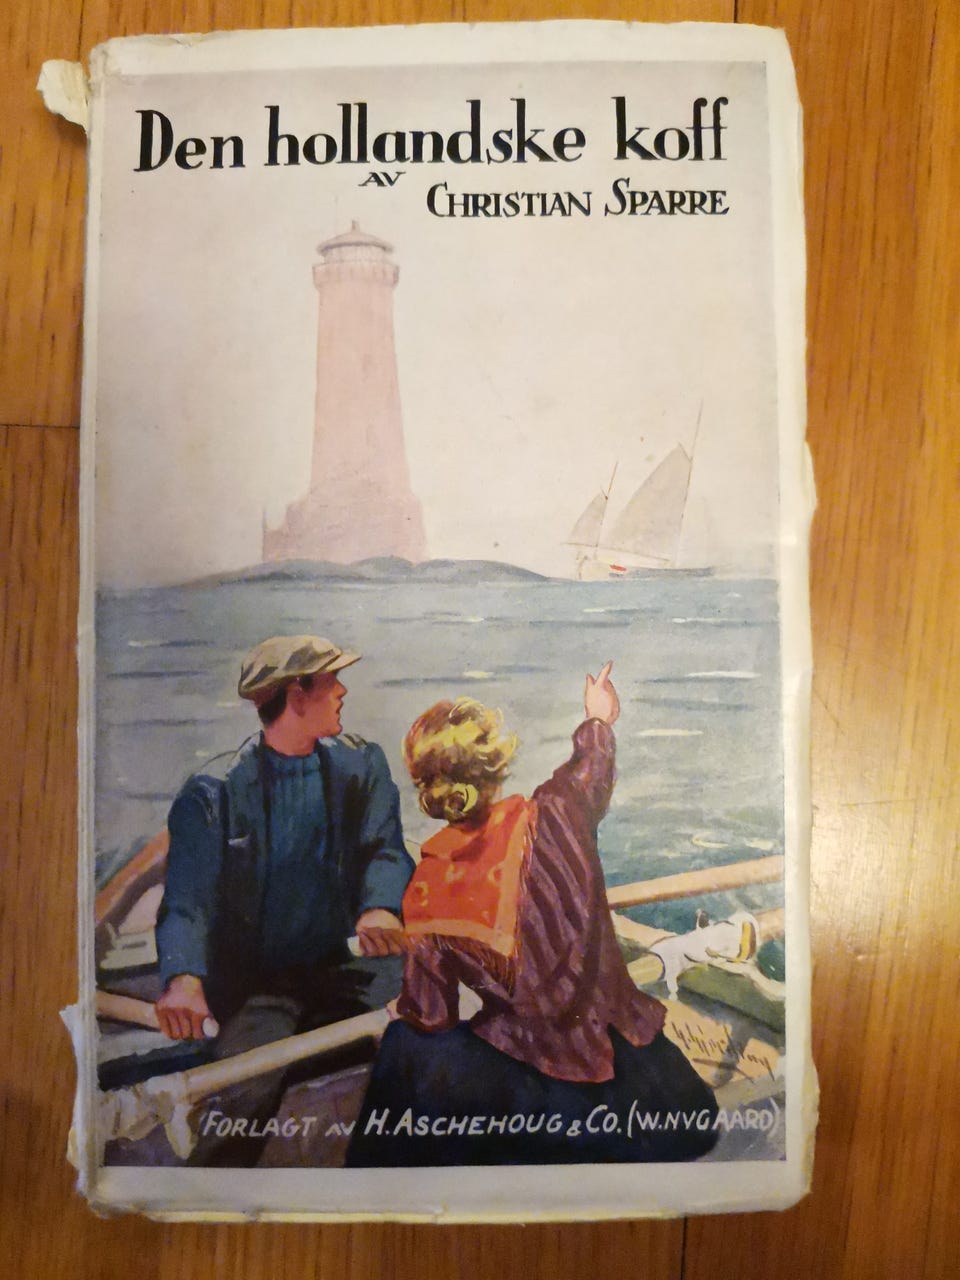 Den hollandske koff
AV
CHRISTIAN SPARRE
FORLAGT AV H. ASCHEHOUG & CO. (W. NYGAARD)